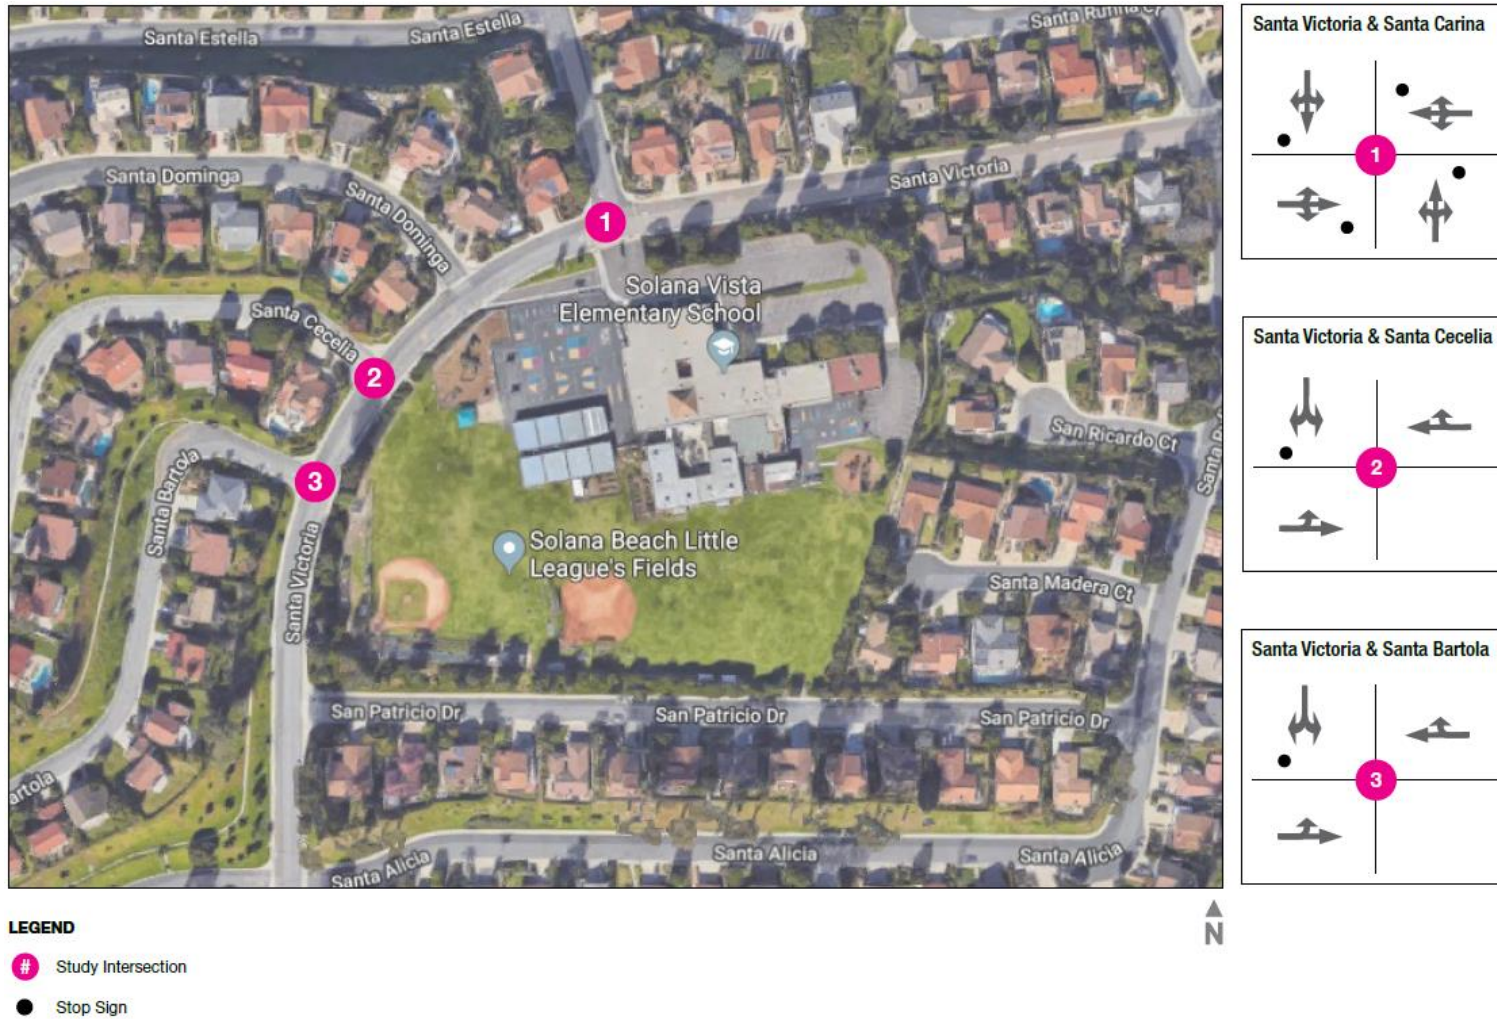 Santa Estella
Santa Estella
Santa Rufina Ct
Santa Victoria & Santa Carina
1
Santa Dominga
Santa Dominga
Santa Victoria
1
Solana Vista
Elementary School
Santa Cecelia
2
Santa Victoria & Santa Cecelia
2
San Ricardo Ct
3
Santa Bartola
Santa Victoria
Solana Beach Little
League's Fields
Santa Madera Ct
Santa Victoria & Santa Bartola
3
San Patricio Dr
San Patricio Dr
San Patricio Dr
artola
Santa Alicia
Santa Alicia
Santa Alicia
N
LEGEND
# Study Intersection
Stop Sign